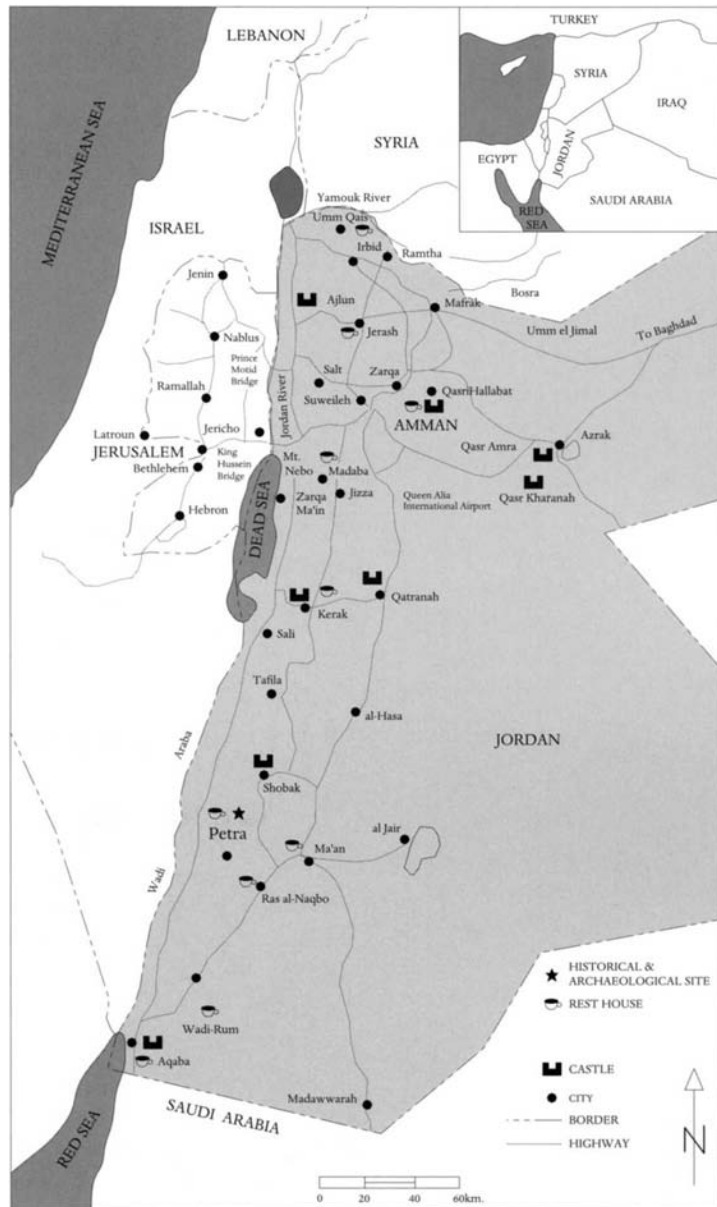 LEBANON
TURKEY
SYRIA
IRAQ
EGYPT
JORDAN
SAUDI ARABIA
RED
SEA
MEDITERRANEAN SEA
SYRIA
ISRAEL
Yamouk River
Umm Qais
Irbid
Ramtha
Jenin
Ajlun
Mafrak
Bosra
Jerash
Umm el Jimal
To Baghdad
Nablus
Prince
Motid
Bridge
Jordan River
Salt
Zarqa
Ramallah
Suweileh
QasrHallabat
AMMAN
Latroun
Jericho
JERUSALEM
Bethlehem
King
Hussein
Bridge
Mt.
Nebo
Madaba
Qasr Amra
Azrak
Hebron
DEAD SEA
Zarqa
Ma'in
Jizza
Queen Alia
International Airport
Qasr Kharanah
Kerak
Qatranah
Sali
Tafila
al-Hasa
JORDAN
Wadi Araba
Shobak
Petra
Ma'an
al Jair
Ras al-Naqbo
Wadi-Rum
Aqaba
Madawwarah
SAUDI ARABIA
RED SEA
HISTORICAL &
ARCHAEOLOGICAL SITE
REST HOUSE
CASTLE
CITY
BORDER
HIGHWAY
N
0 20 40 60km.